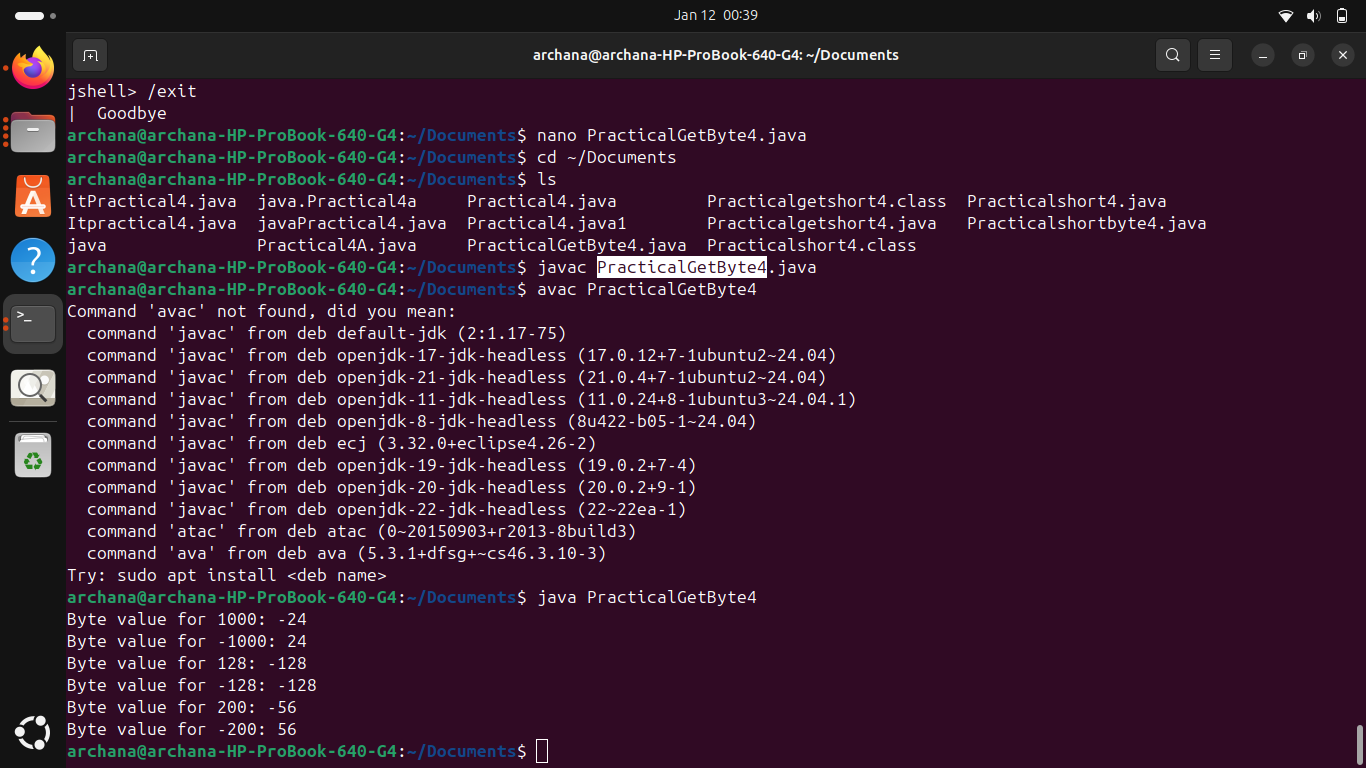 Jan 12  00:39
archana@archana-HP-ProBook-640-G4: ~/Documents
jshell> /exit
|  Goodbye
archana@archana-HP-ProBook-640-G4:~/Documents$ nano PracticalGetByte4.java
archana@archana-HP-ProBook-640-G4:~/Documents$ cd ~/Documents
archana@archana-HP-ProBook-640-G4:~/Documents$ ls
itPractical4.java  java.Practical4a     Practical4.java         Practicalgetshort4.class  Practicalshort4.java
Itpractical4.java  javaPractical4.java  Practical4.java1        Practicalgetshort4.java   Practicalshortbyte4.java
java               Practical4A.java     PracticalGetByte4.java  Practicalshort4.class
archana@archana-HP-ProBook-640-G4:~/Documents$ javac PracticalGetByte4.java
archana@archana-HP-ProBook-640-G4:~/Documents$ avac PracticalGetByte4
Command 'avac' not found, did you mean:
  command 'javac' from deb default-jdk (2:1.17-75)
  command 'javac' from deb openjdk-17-jdk-headless (17.0.12+7-1ubuntu2~24.04)
  command 'javac' from deb openjdk-21-jdk-headless (21.0.4+7-1ubuntu2~24.04)
  command 'javac' from deb openjdk-11-jdk-headless (11.0.24+8-1ubuntu3~24.04.1)
  command 'javac' from deb openjdk-8-jdk-headless (8u422-b05-1~24.04)
  command 'javac' from deb ecj (3.32.0+eclipse4.26-2)
  command 'javac' from deb openjdk-19-jdk-headless (19.0.2+7-4)
  command 'javac' from deb openjdk-20-jdk-headless (20.0.2+9-1)
  command 'javac' from deb openjdk-22-jdk-headless (22~22ea-1)
  command 'atac' from deb atac (0~20150903+r2013-8build3)
  command 'ava' from deb ava (5.3.1+dfsg+~cs46.3.10-3)
Try: sudo apt install <deb name>
archana@archana-HP-ProBook-640-G4:~/Documents$ java PracticalGetByte4
Byte value for 1000: -24
Byte value for -1000: 24
Byte value for 128: -128
Byte value for -128: -128
Byte value for 200: -56
Byte value for -200: 56
archana@archana-HP-ProBook-640-G4:~/Documents$